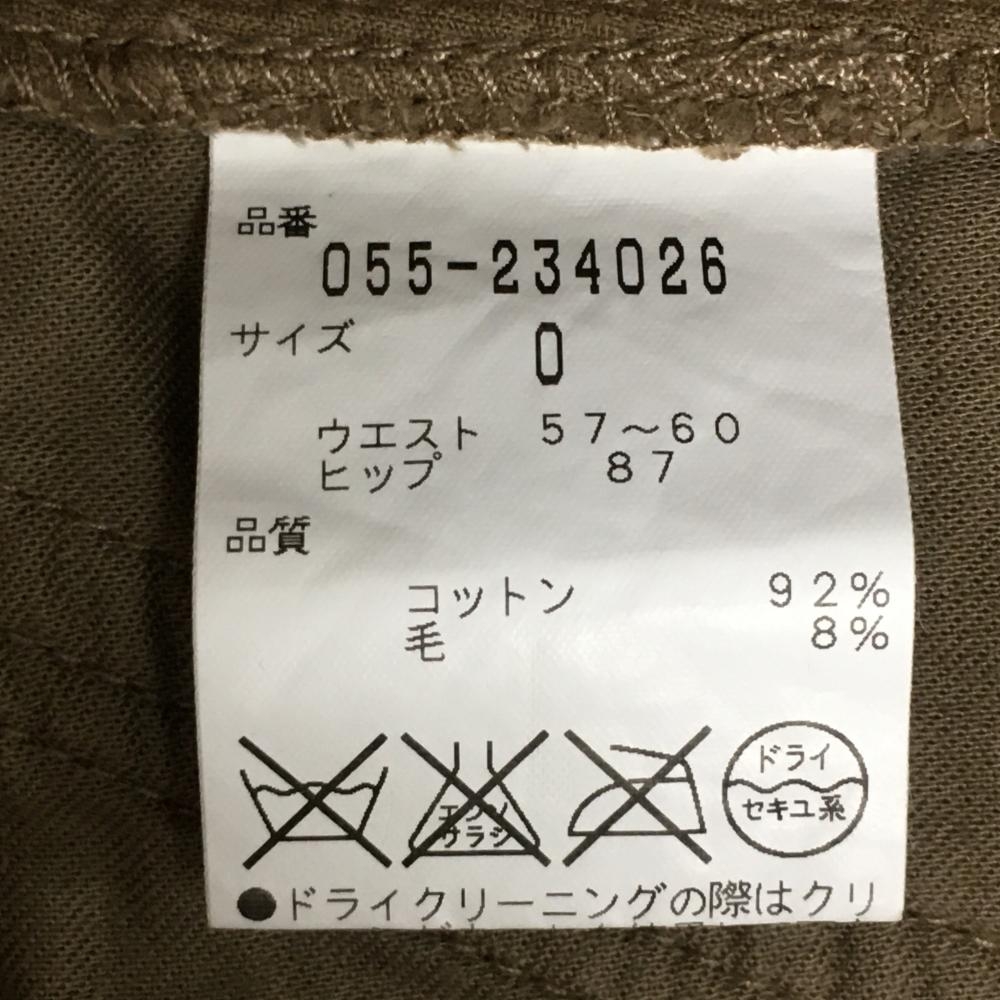 品番
055-234026
サイズ 0
ウエスト 57〜60
ヒップ 87
品質
コットン 92%
毛 8%
エンソ
サラシ
ドライ
セキユ系
●ドライクリーニングの際はクリ